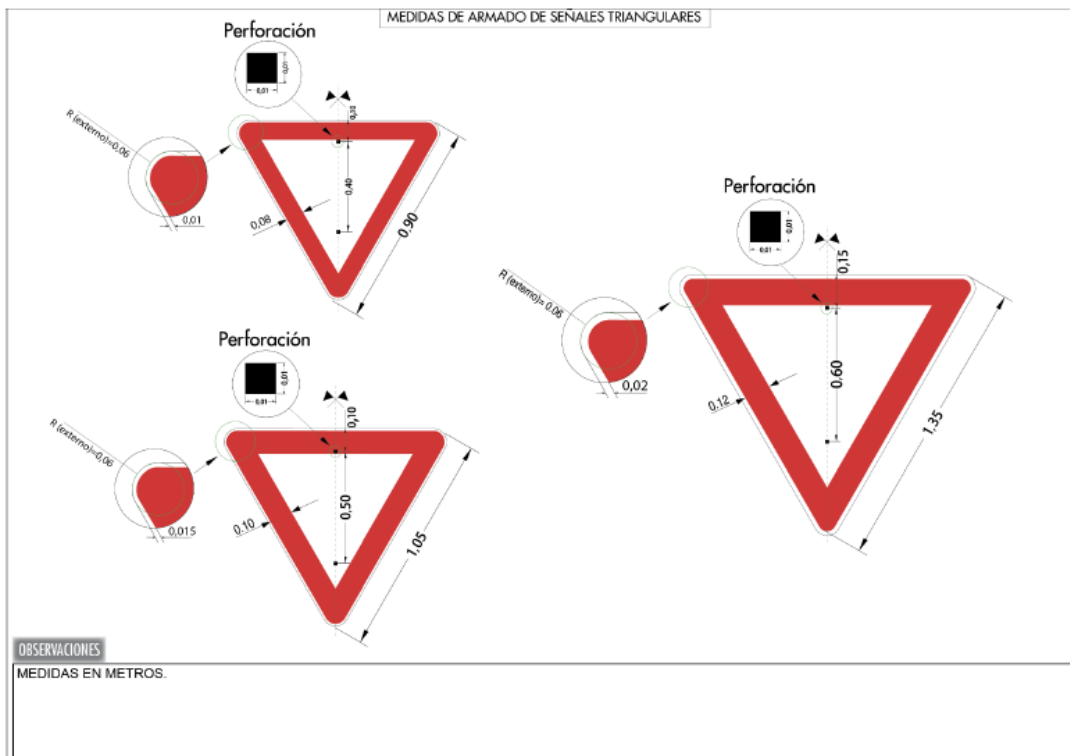 MEDIDAS DE ARMADO DE SEÑALES TRIANGULARES
Perforación
0,01
0,01
R (externo)=0,06
0,01
0,10
0,40
0,08
0.90
Perforación
0,01
0,01
R (externo)=0,06
0,015
0,10
0,50
0.10
1,05
Perforación
0,01
0,01
R (externo)= 0,06
0,02
0,15
0.60
0.12
1,35
OBSERVACIONES
MEDIDAS EN METROS.